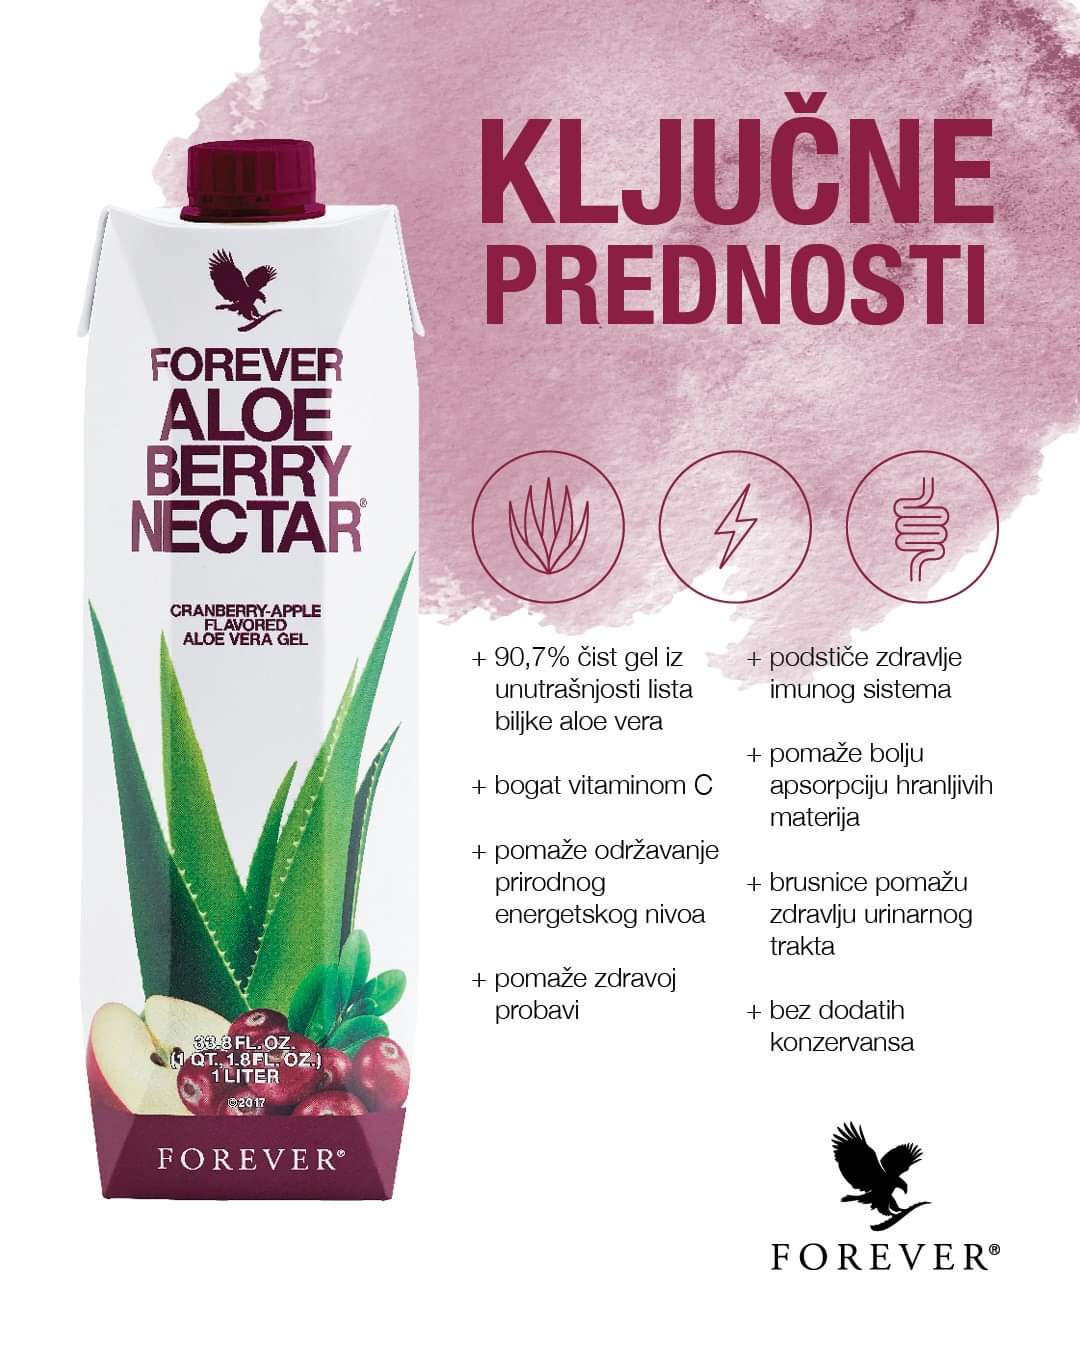 KLJUČNE
PREDNOSTI
FOREVER
ALOE
BERRY
NECTAR®
CRANBERRY-APPLE
FLAVORED
ALOE VERA GEL
33.8 FL. OZ.
(1 QT., 1.8 FL. OZ.)
1 LITER
©2017
FOREVER®
+ 90,7% čist gel iz
unutrašnjosti lista
biljke aloe vera
+ bogat vitaminom C
+ pomaže održavanje
prirodnog
energetskog nivoa
+ pomaže zdravoj
probavi
+ podstiče zdravlje
imunog sistema
+ pomaže bolju
apsorpciju hranljivih
materija
+ brusnice pomažu
zdravlju urinarnog
trakta
+ bez dodatih
konzervansa
FOREVER®